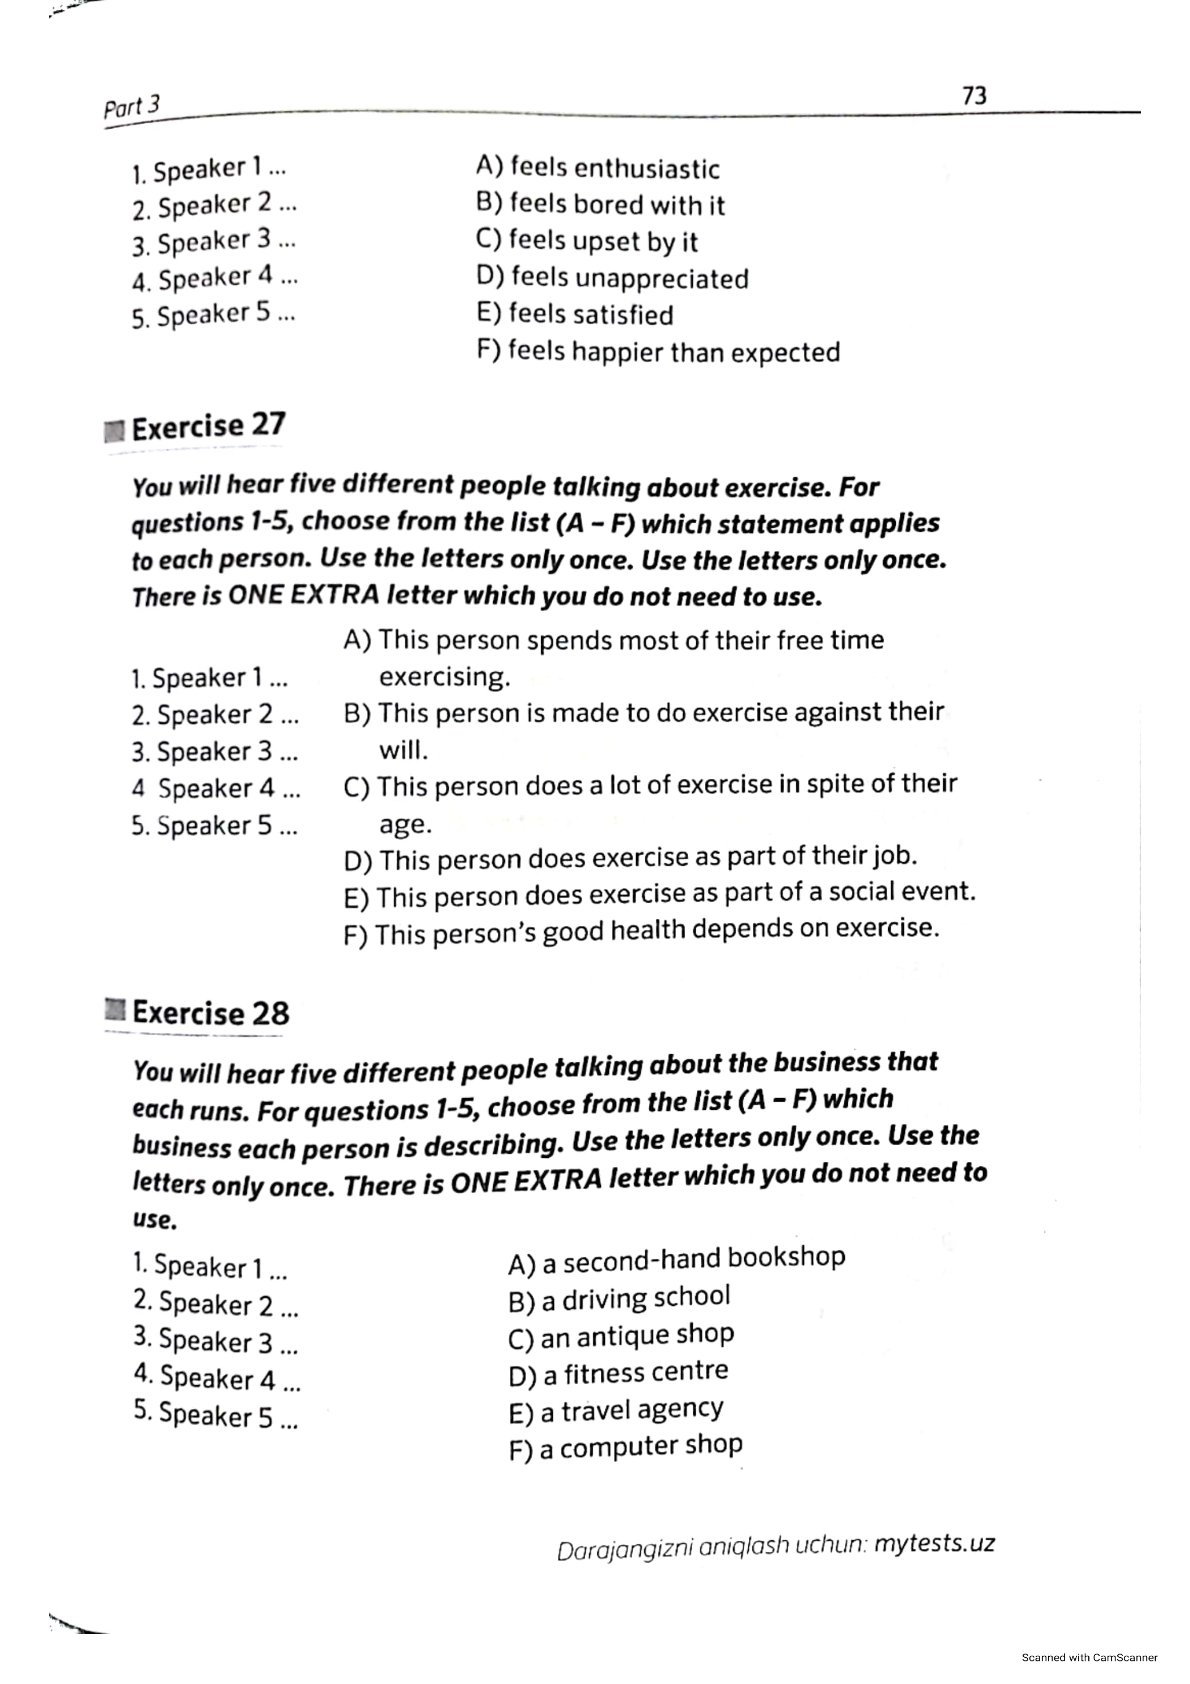 Part 3
73
1. Speaker 1 ...
2. Speaker 2 ...
3. Speaker 3 ...
4. Speaker 4 ...
5. Speaker 5 ...
A) feels enthusiastic
B) feels bored with it
C) feels upset by it
D) feels unappreciated
E) feels satisfied
F) feels happier than expected
Exercise 27
You will hear five different people talking about exercise. For
questions 1-5, choose from the list (A – F) which statement applies
to each person. Use the letters only once. Use the letters only once.
There is ONE EXTRA letter which you do not need to use.
1. Speaker 1 ...
2. Speaker 2 ...
3. Speaker 3 ...
4 Speaker 4 ...
5. Speaker 5 ...
A) This person spends most of their free time
exercising.
B) This person is made to do exercise against their
will.
C) This person does a lot of exercise in spite of their
age.
D) This person does exercise as part of their job.
E) This person does exercise as part of a social event.
F) This person's good health depends on exercise.
Exercise 28
You will hear five different people talking about the business that
each runs. For questions 1-5, choose from the list (A – F) which
business each person is describing. Use the letters only once. Use the
letters only once. There is ONE EXTRA letter which you do not need to
use.
1. Speaker 1 ...
2. Speaker 2 ...
3. Speaker 3 ...
4. Speaker 4 ...
5. Speaker 5 ...
A) a second-hand bookshop
B) a driving school
C) an antique shop
D) a fitness centre
E) a travel agency
F) a computer shop
Darajangizni aniqlash uchun: mytests.uz
Scanned with CamScanner